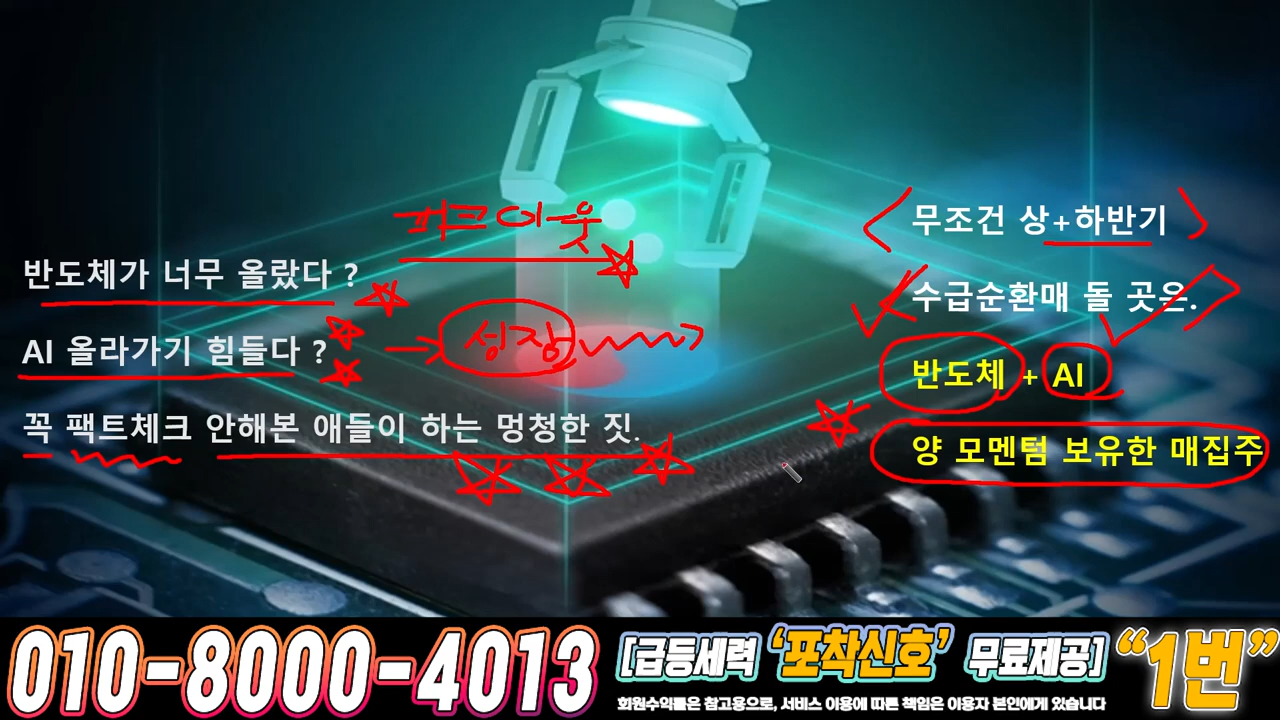 피크아웃
반도체가 너무 올랐다 ?
AI 올라가기 힘들다 ?
성장
꼭 팩트체크 안해본 애들이 하는 멍청한 짓.
무조건 상+하반기
수급순환매 돌 곳은.
반도체 + AI
양 모멘텀 보유한 매집주
010-8000-4013
[급등세력 '포착신호' 무료제공] "1번"
회원수익률은 참고용으로, 서비스 이용에 따른 책임은 이용자 본인에게 있습니다